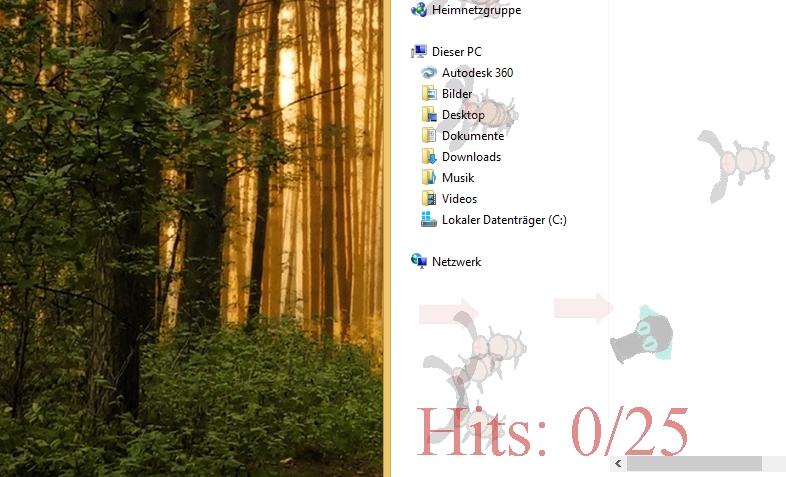 Heimnetzgruppe
Dieser PC
Autodesk 360
Bilder
Desktop
Dokumente
Downloads
Musik
Videos
Lokaler Datenträger (C:)
Netzwerk
Hits: 0/25